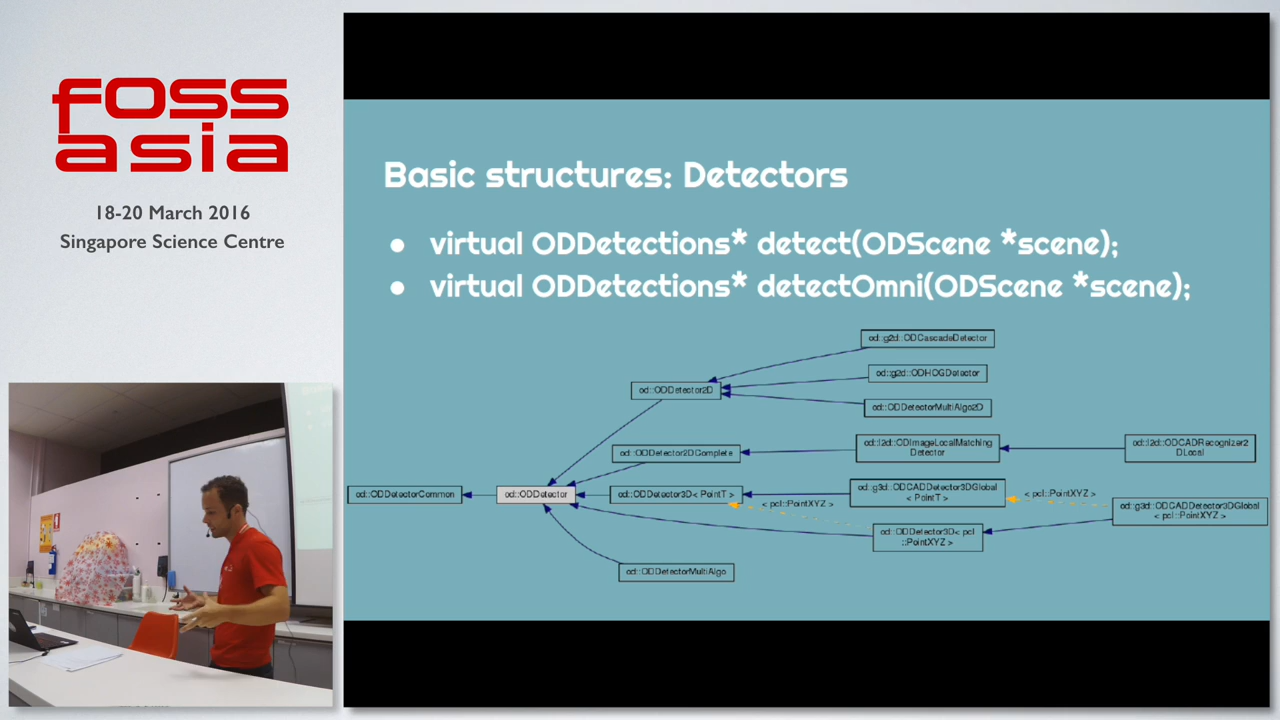 foss
asia
18-20 March 2016
Singapore Science Centre
Basic structures: Detectors
● virtual ODDetections* detect(ODScene *scene);
● virtual ODDetections* detectOmni(ODScene *scene);
od::g2d::ODCascadeDetector
od::g2d::ODHOGDetector
od::ODDetector2D
od::ODDetectorMultiAlgo2D
od::ODDetector2DComplete
od::l2d::ODImageLocalMatching
Detector
od::l2d::ODCADRecognizer2
DLocal
od::ODDetectorCommon
od::ODDetector
od::ODDetector3D< PointT >
< pcl::PointXYZ >
od::g3d::ODCADDetector3DGlobal
< PointT >
< pcl::PointXYZ >
od::g3d::ODCADDetector3DGlobal
< pcl::PointXYZ >
od::ODDetector3D< pcl
::PointXYZ >
od::ODDetectorMultiAlgo